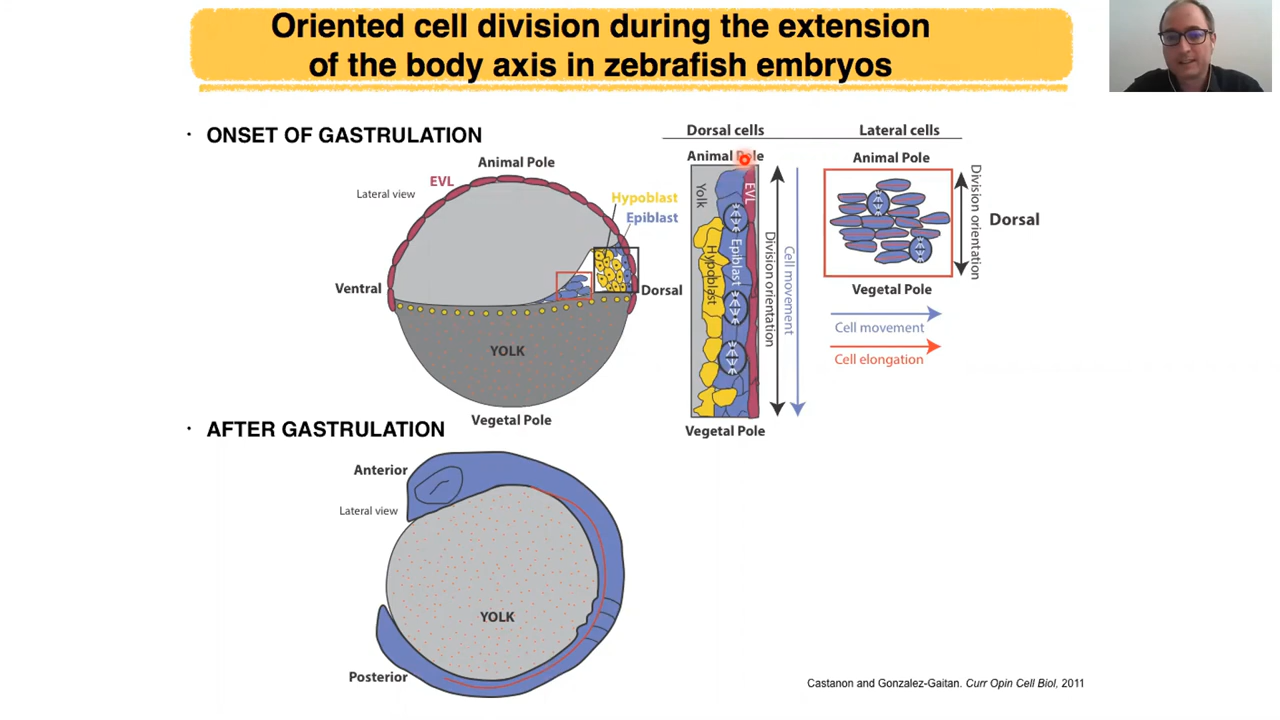 Oriented cell division during the extension
of the body axis in zebrafish embryos
· ONSET OF GASTRULATION
Animal Pole
EVL
Lateral view
Hypoblast
Epiblast
Ventral
Dorsal
YOLK
Vegetal Pole
Dorsal cells
Animal Pole
Yolk
EVL
Hypoblast
Epiblast
Division orientation
Cell movement
Vegetal Pole
Lateral cells
Animal Pole
Division orientation
Dorsal
Vegetal Pole
Cell movement
Cell elongation
· AFTER GASTRULATION
Anterior
Lateral view
YOLK
Posterior
Castanon and Gonzalez-Gaitan. Curr Opin Cell Biol, 2011